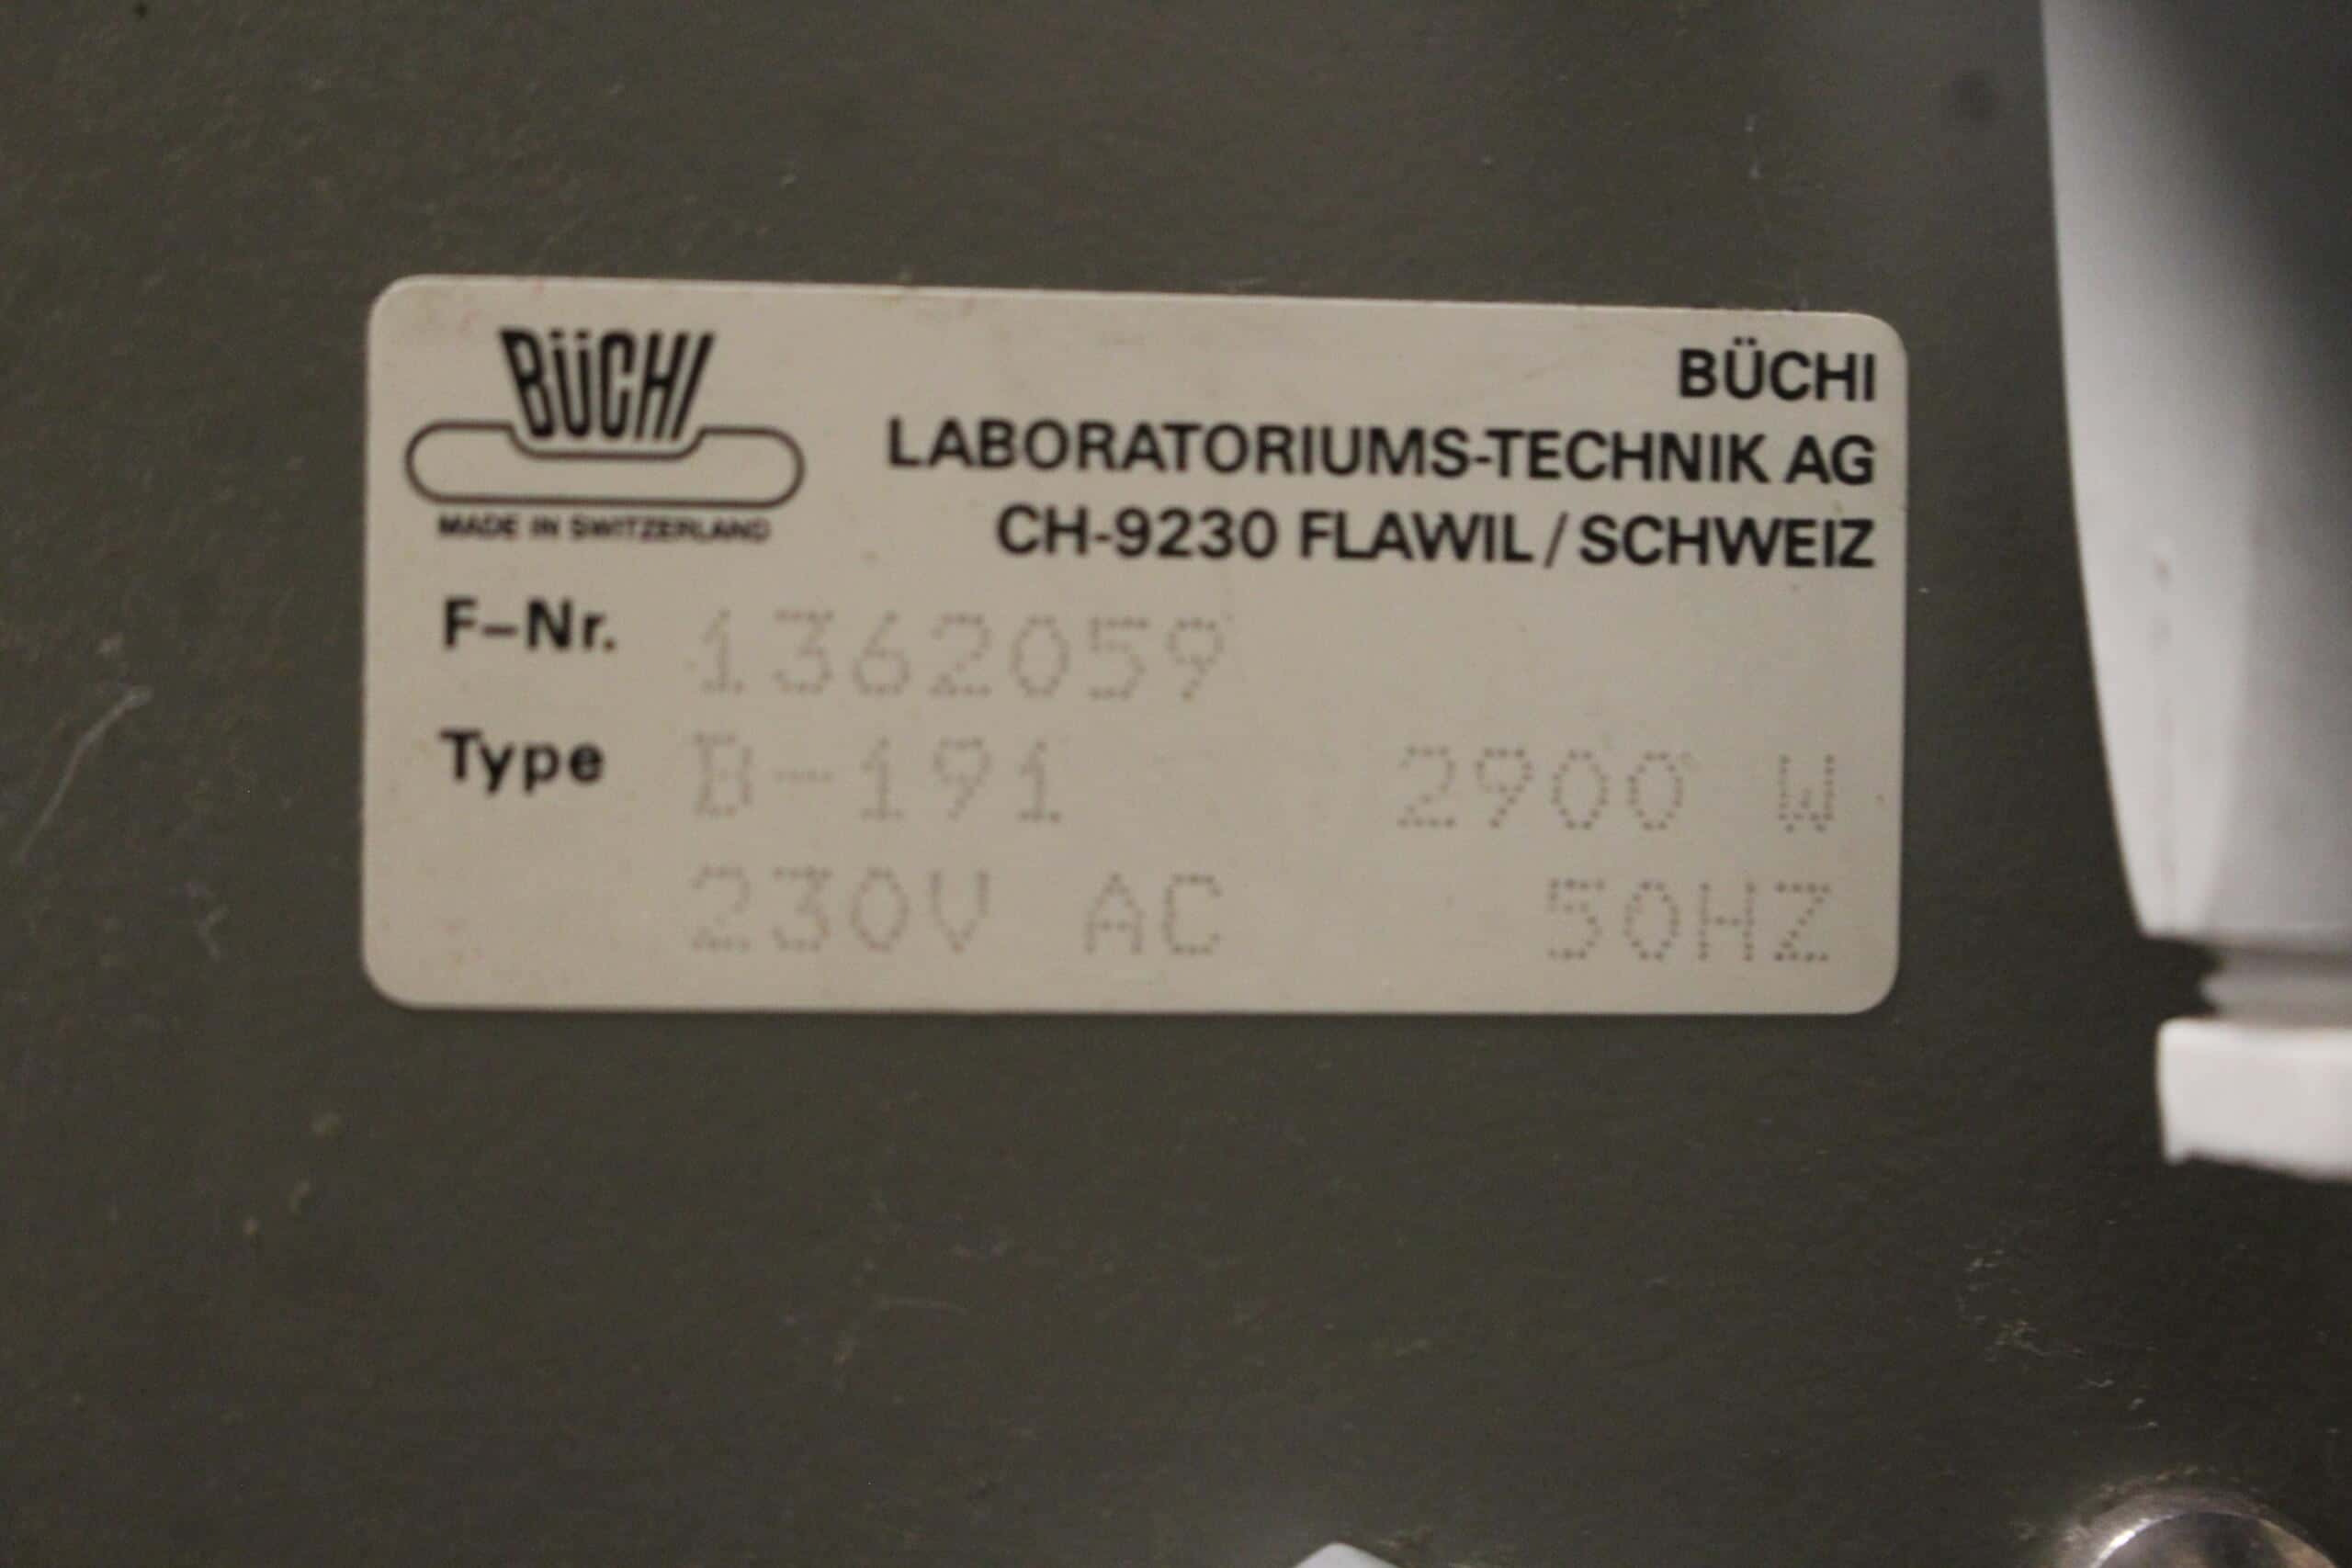 BÜCHI
MADE IN SWITZERLAND
BÜCHI
LABORATORIUMS-TECHNIK AG
CH-9230 FLAWIL/SCHWEIZ
F-Nr. 1362059
Type B-191 2900 W
230V AC 50HZ